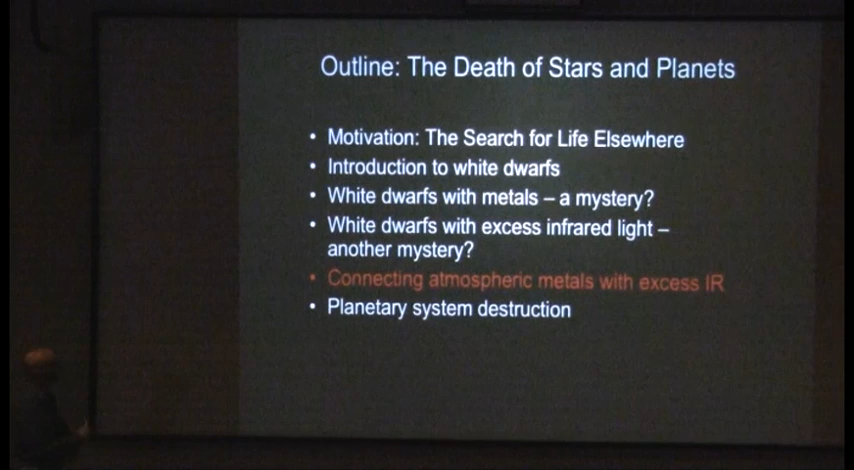 Outline: The Death of Stars and Planets
• Motivation: The Search for Life Elsewhere
• Introduction to white dwarfs
• White dwarfs with metals – a mystery?
• White dwarfs with excess infrared light –
another mystery?
• Connecting atmospheric metals with excess IR
• Planetary system destruction